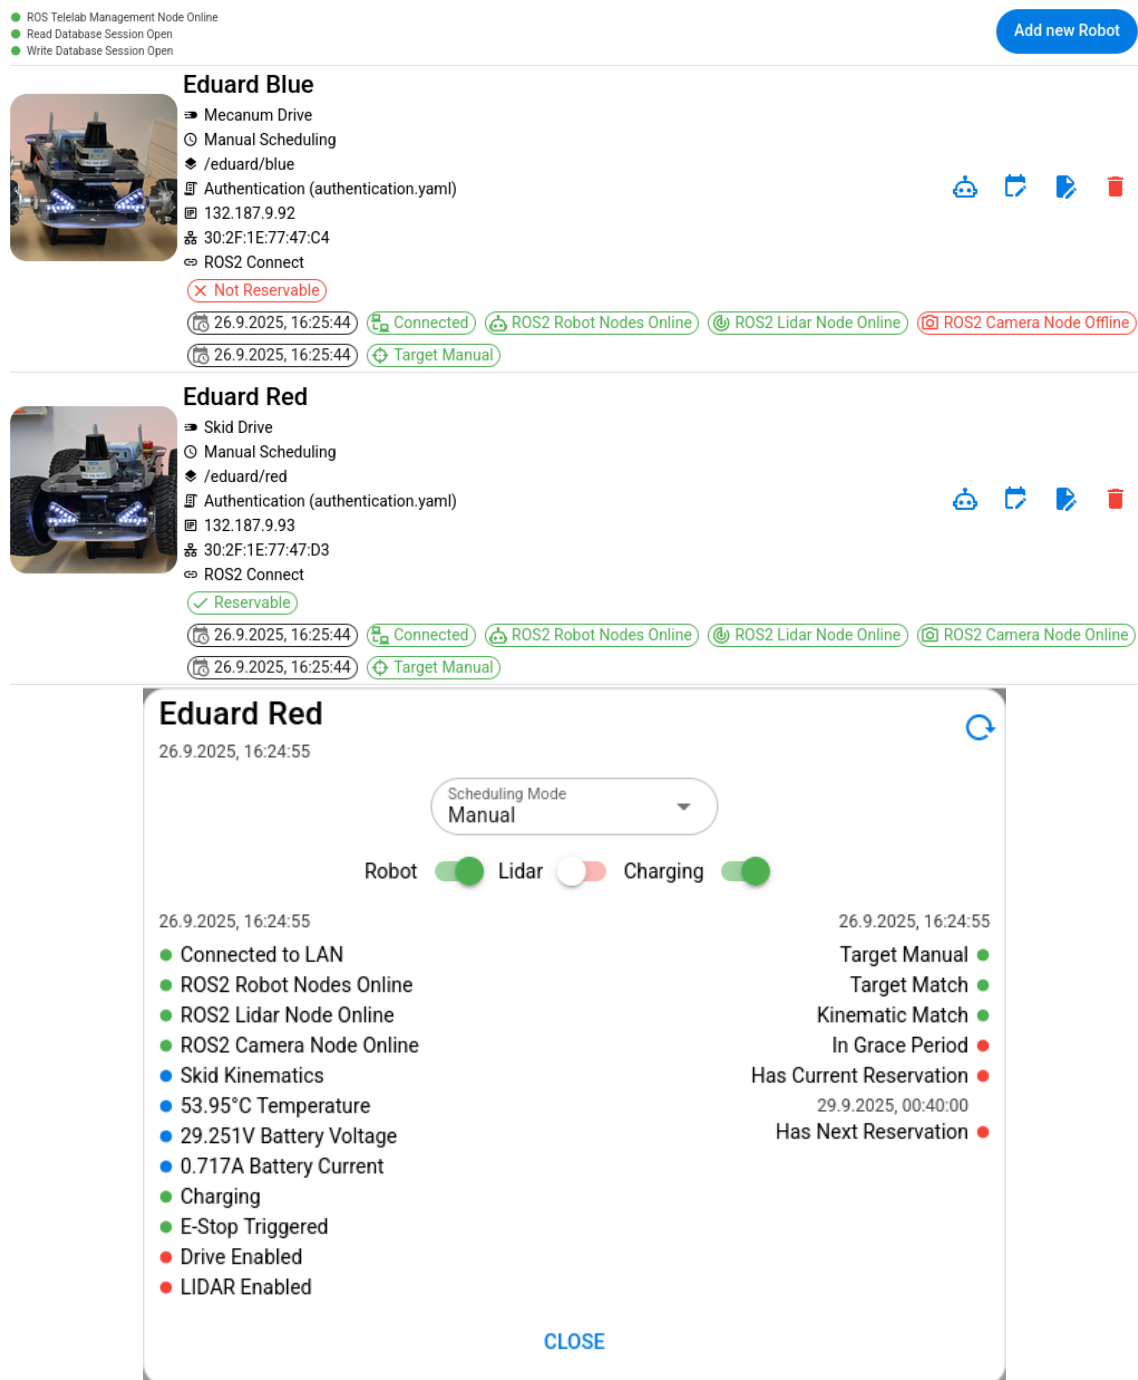 ROS Telelab Management Node Online
Read Database Session Open
Write Database Session Open
Add new Robot
Eduard Blue
Mecanum Drive
Manual Scheduling
/eduard/blue
Authentication (authentication.yaml)
132.187.9.92
30:2F:1E:77:47:C4
ROS2 Connect
Not Reservable
26.9.2025, 16:25:44 Connected ROS2 Robot Nodes Online ROS2 Lidar Node Online ROS2 Camera Node Offline
26.9.2025, 16:25:44 Target Manual
Eduard Red
Skid Drive
Manual Scheduling
/eduard/red
Authentication (authentication.yaml)
132.187.9.93
30:2F:1E:77:47:D3
ROS2 Connect
Reservable
26.9.2025, 16:25:44 Connected ROS2 Robot Nodes Online ROS2 Lidar Node Online ROS2 Camera Node Online
26.9.2025, 16:25:44 Target Manual
Eduard Red
26.9.2025, 16:24:55
Scheduling Mode
Manual
Robot Lidar Charging
26.9.2025, 16:24:55
Connected to LAN
ROS2 Robot Nodes Online
ROS2 Lidar Node Online
ROS2 Camera Node Online
Skid Kinematics
53.95°C Temperature
29.251V Battery Voltage
0.717A Battery Current
Charging
E-Stop Triggered
Drive Enabled
LIDAR Enabled
26.9.2025, 16:24:55
Target Manual
Target Match
Kinematic Match
In Grace Period
Has Current Reservation
29.9.2025, 00:40:00
Has Next Reservation
CLOSE